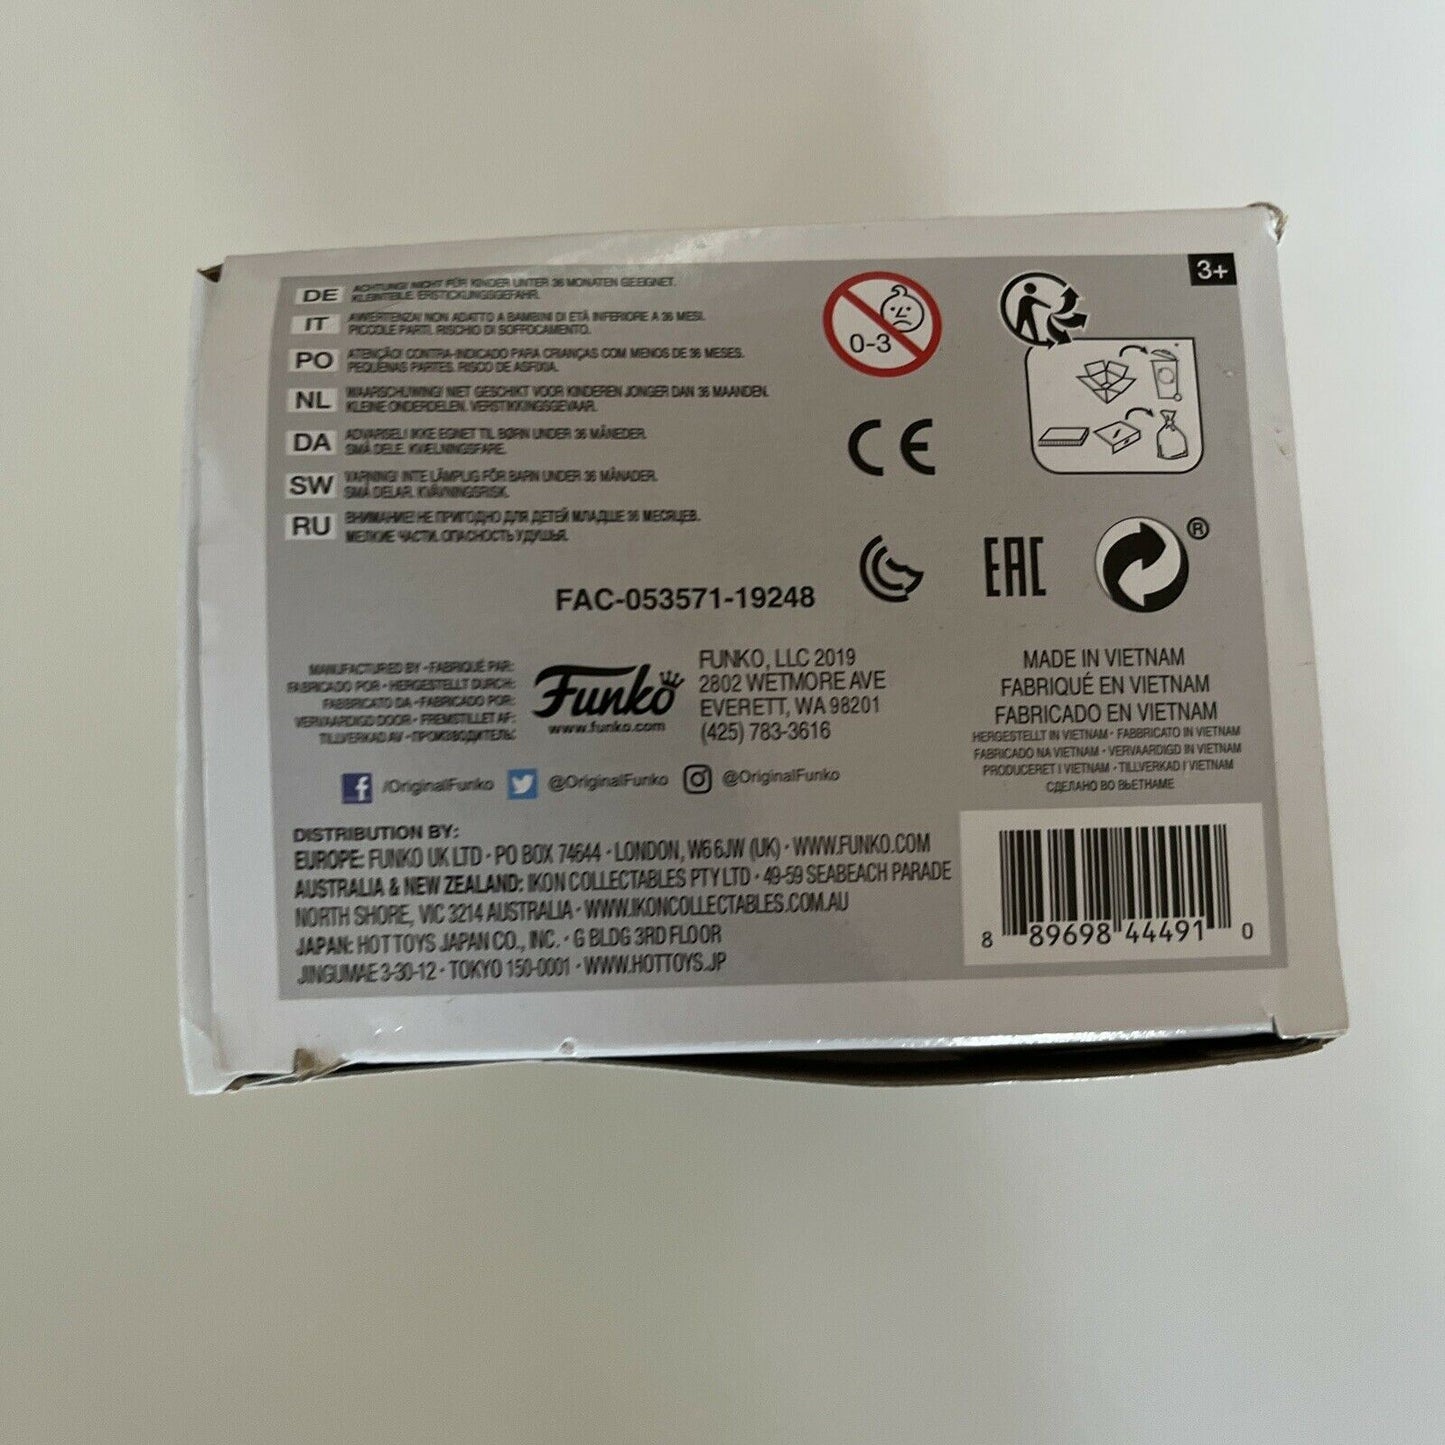 3+
DE ACHTUNG! NICHT FÜR KINDER UNTER 36 MONATEN GEEIGNET.
KLEINTEILE. ERSTICKUNGSGEFAHR.
IT AVVERTENZA! NON ADATTO A BAMBINI DI ETÀ INFERIORE A 36 MESI.
PICCOLE PARTI. RISCHIO DI SOFFOCAMENTO.
PO ATENÇÃO! CONTRA-INDICADO PARA CRIANÇAS COM MENOS DE 36 MESES.
PEQUENAS PARTES. RISCO DE ASFIXIA.
NL WAARSCHUWING! NIET GESCHIKT VOOR KINDEREN JONGER DAN 36 MAANDEN.
KLEINE ONDERDELEN. VERSTIKKINGSGEVAAR.
DA ADVARSEL! IKKE EGNET TIL BØRN UNDER 36 MÅNEDER.
SMÅ DELE. KVÆLNINGSFARE.
SW VARNING! INTE LÄMPLIG FÖR BARN UNDER 36 MÅNADER.
SMÅ DELAR. KVÄVNINGSRISK.
RU ВНИМАНИЕ! НЕ ПРИГОДНО ДЛЯ ДЕТЕЙ МЛАДШЕ 36 МЕСЯЦЕВ.
МЕЛКИЕ ЧАСТИ. ОПАСНОСТЬ УДУШЬЯ.
0-3
CE
EAC
®
FAC-053571-19248
MANUFACTURED BY · FABRIQUÉ PAR:
FABRICADO POR · HERGESTELLT DURCH:
FABBRICATO DA · FABRICADO POR:
VERVAARDIGD DOOR · FREMSTILLET AF:
TILLVERKAD AV · ПРОИЗВОДИТЕЛЬ:
Funko
www.funko.com
FUNKO, LLC 2019
2802 WETMORE AVE
EVERETT, WA 98201
(425) 783-3616
/OriginalFunko @OriginalFunko @OriginalFunko
MADE IN VIETNAM
FABRIQUÉ EN VIETNAM
FABRICADO EN VIETNAM
HERGESTELLT IN VIETNAM · FABBRICATO IN VIETNAM
FABRICADO NA VIETNAM · VERVAARDIGD IN VIETNAM
PRODUCERET I VIETNAM · TILLVERKAD I VIETNAM
СДЕЛАНО ВО ВЬЕТНАМЕ
DISTRIBUTION BY:
EUROPE: FUNKO UK LTD · PO BOX 74644 · LONDON, W6 6JW (UK) · WWW.FUNKO.COM
AUSTRALIA & NEW ZEALAND: IKON COLLECTABLES PTY LTD · 49-59 SEABEACH PARADE
NORTH SHORE, VIC 3214 AUSTRALIA · WWW.IKONCOLLECTABLES.COM.AU
JAPAN: HOT TOYS JAPAN CO., INC. · G BLDG 3RD FLOOR
JINGUMAE 3-30-12 · TOKYO 150-0001 · WWW.HOTTOYS.JP
8 89698 44491 0